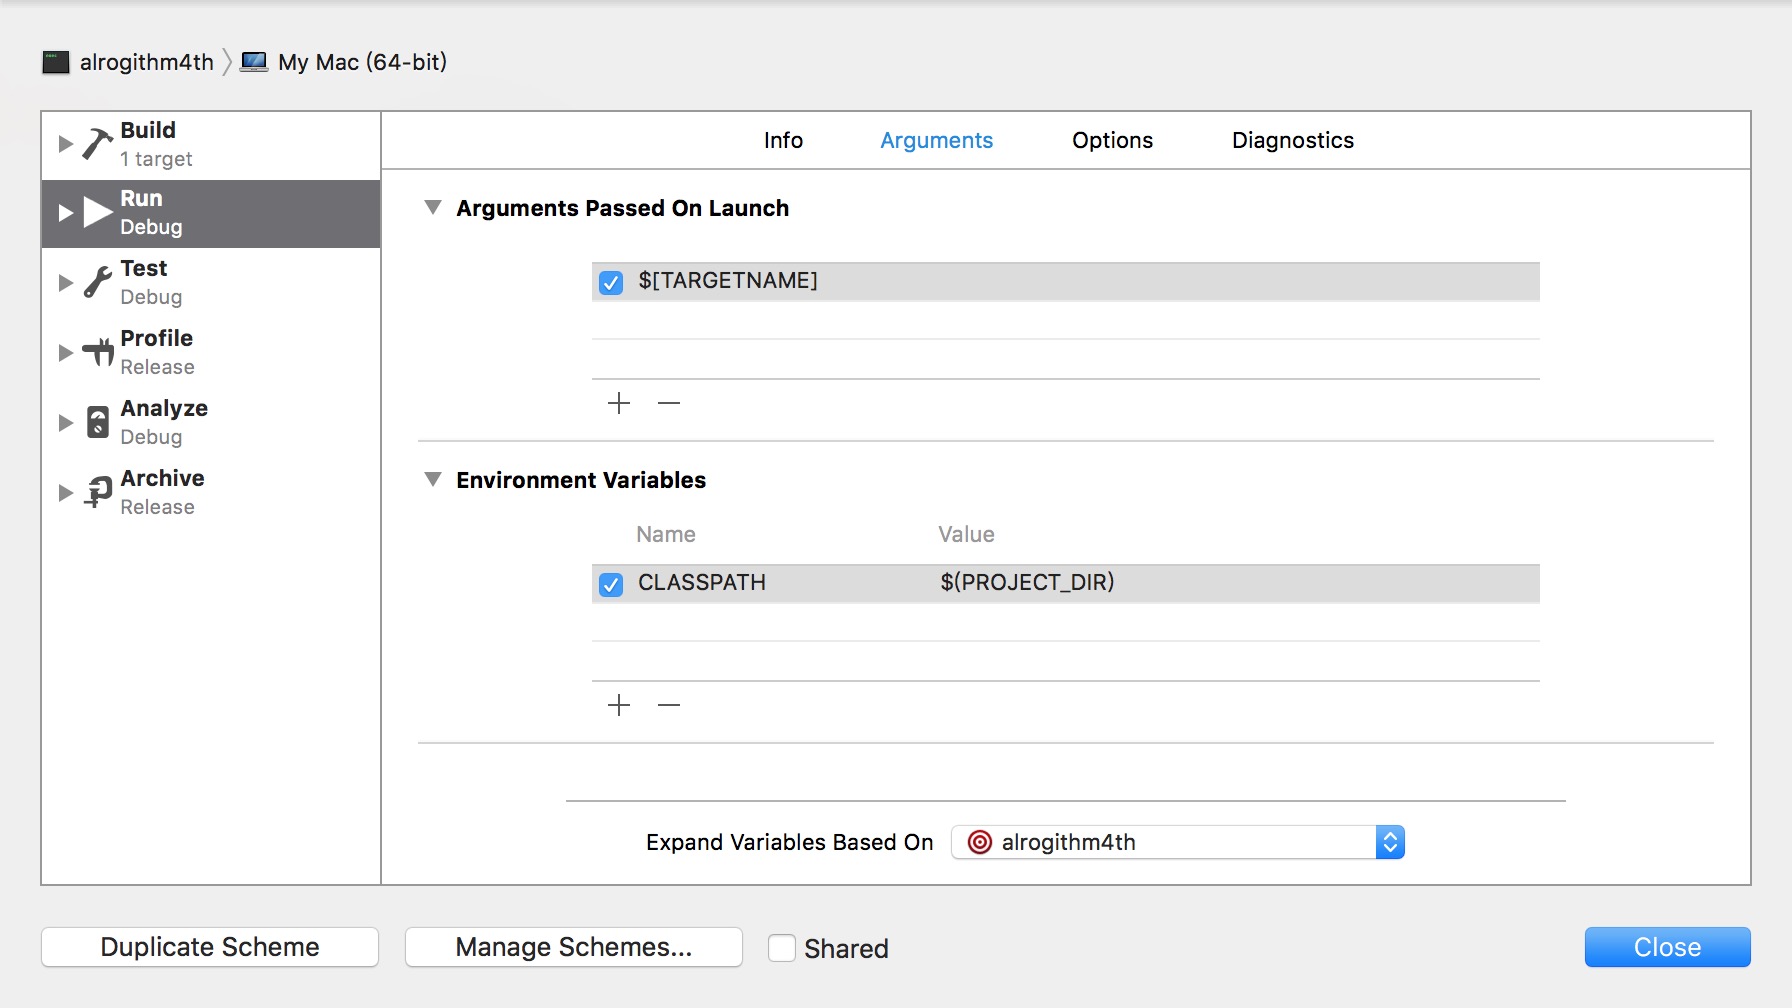 alrogithm4th My Mac (64-bit)
Build
1 target
Run
Debug
Test
Debug
Profile
Release
Analyze
Debug
Archive
Release
Info Arguments Options Diagnostics
Arguments Passed On Launch
$[TARGETNAME]
Environment Variables
Name Value
CLASSPATH $(PROJECT_DIR)
Expand Variables Based On alrogithm4th
Duplicate Scheme Manage Schemes... Shared Close